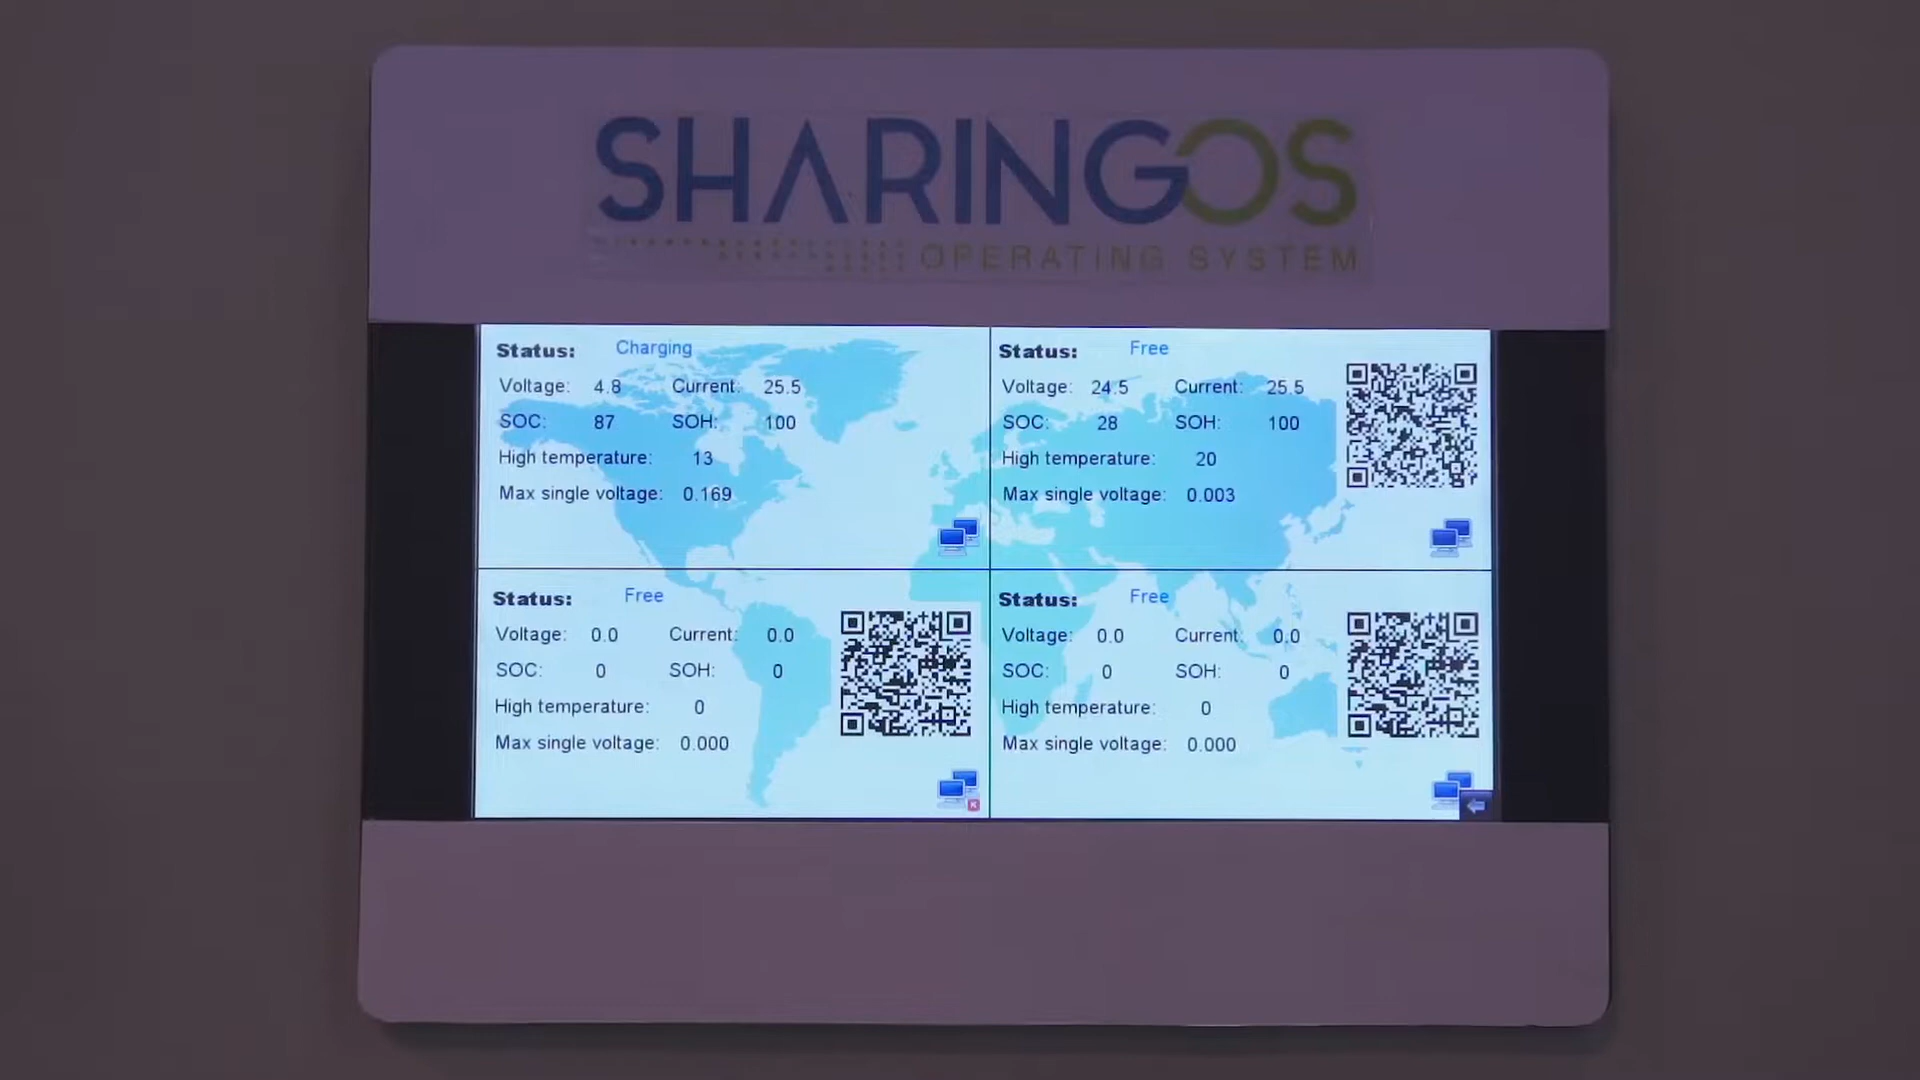 SHARINGOS
OPERATING SYSTEM
Status: Charging
Voltage: 4.8 Current: 25.5
SOC: 87 SOH: 100
High temperature: 13
Max single voltage: 0.169
Status: Free
Voltage: 24.5 Current: 25.5
SOC: 28 SOH: 100
High temperature: 20
Max single voltage: 0.003
Status: Free
Voltage: 0.0 Current: 0.0
SOC: 0 SOH: 0
High temperature: 0
Max single voltage: 0.000
Status: Free
Voltage: 0.0 Current: 0.0
SOC: 0 SOH: 0
High temperature: 0
Max single voltage: 0.000